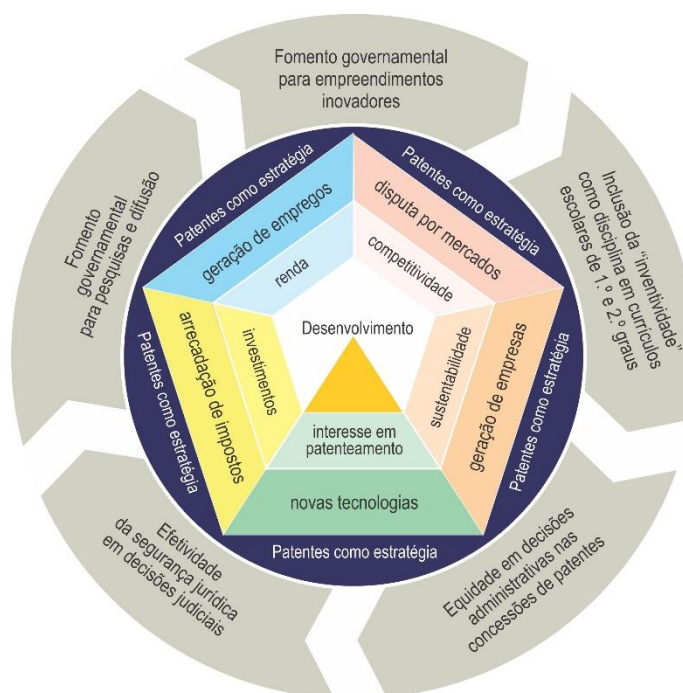 Fomento governamental
para empreendimentos
inovadores
Inclusão da “inventividade”
como disciplina em currículos
escolares de 1.º e 2.º graus
Equidade em decisões
administrativas nas
concessões de patentes
Efetividade
da segurança jurídica
em decisões judiciais
Fomento
governamental
para pesquisas e difusão
Patentes como estratégia
Patentes como estratégia
Patentes como estratégia
Patentes como estratégia
Patentes como estratégia
geração de empregos
disputa por mercados
geração de empresas
novas tecnologias
arrecadação de impostos
renda
competitividade
sustentabilidade
interesse em
patenteamento
investimentos
Desenvolvimento